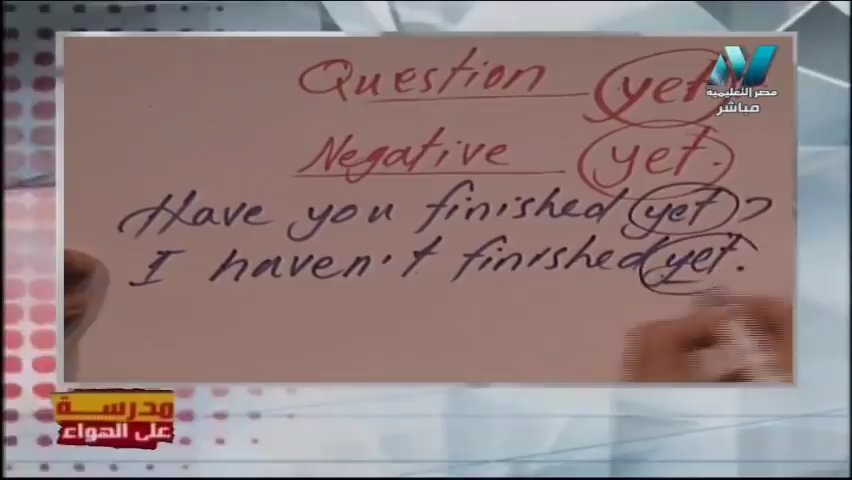 Question yet
Negative yet.
Have you finished yet?
I haven't finished yet.
مصر التعليمية
مباشر
مدرسة
على الهواء